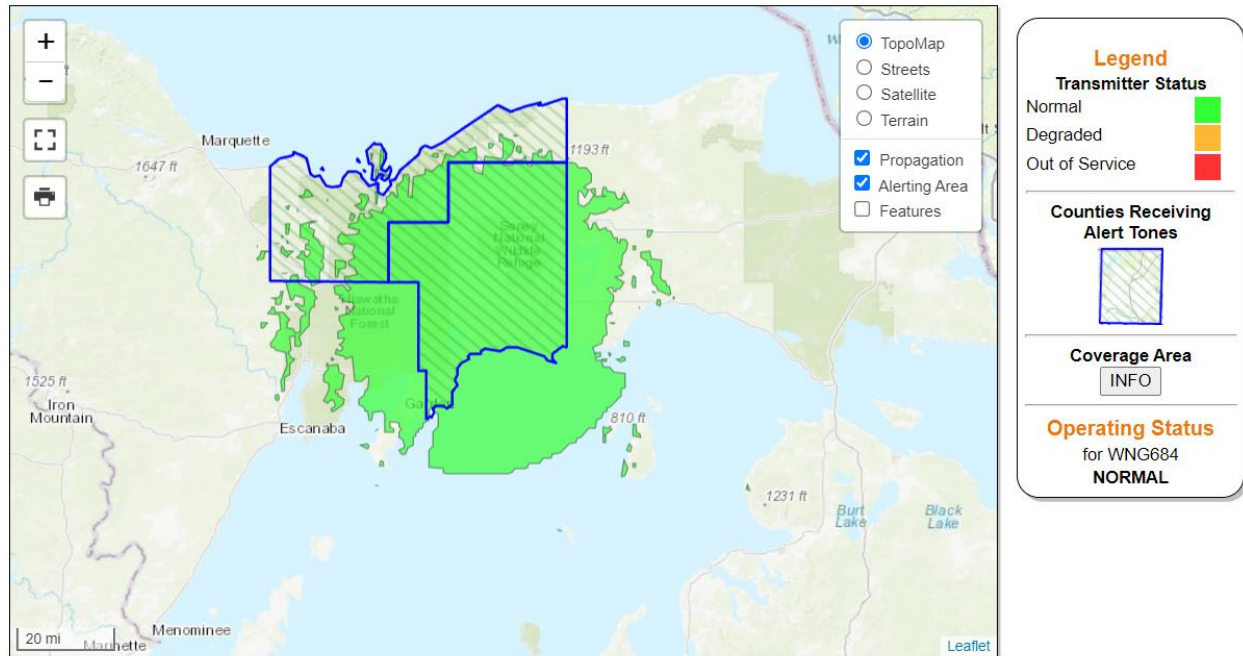 +
−
Marquette
1647 ft
1193 ft
TopoMap
Streets
Satellite
Terrain
Propagation
Alerting Area
Features
Seney
National
Wildlife
Refuge
Hiawatha
National
Forest
1525 ft
Iron
Mountain
Escanaba
810 ft
1231 ft
Burt
Lake
Black
Lake
Menominee
20 mi
Leaflet
Legend
Transmitter Status
Normal
Degraded
Out of Service
Counties Receiving
Alert Tones
Coverage Area
INFO
Operating Status
for WNG684
NORMAL